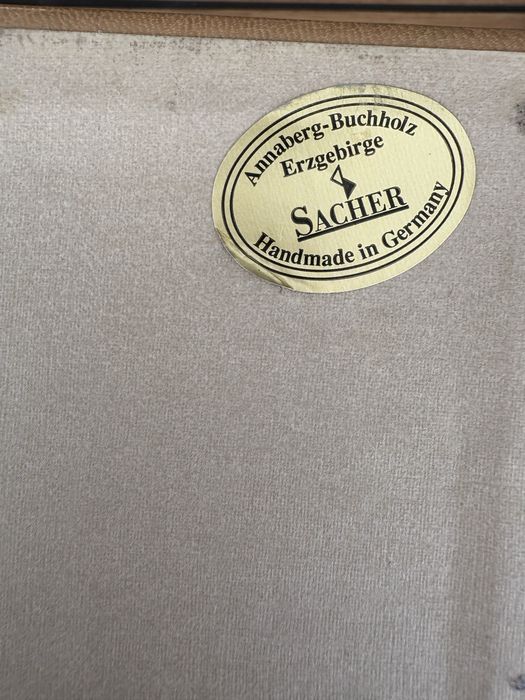 Annaberg-Buchholz
Erzgebirge
SACHER
Handmade in Germany